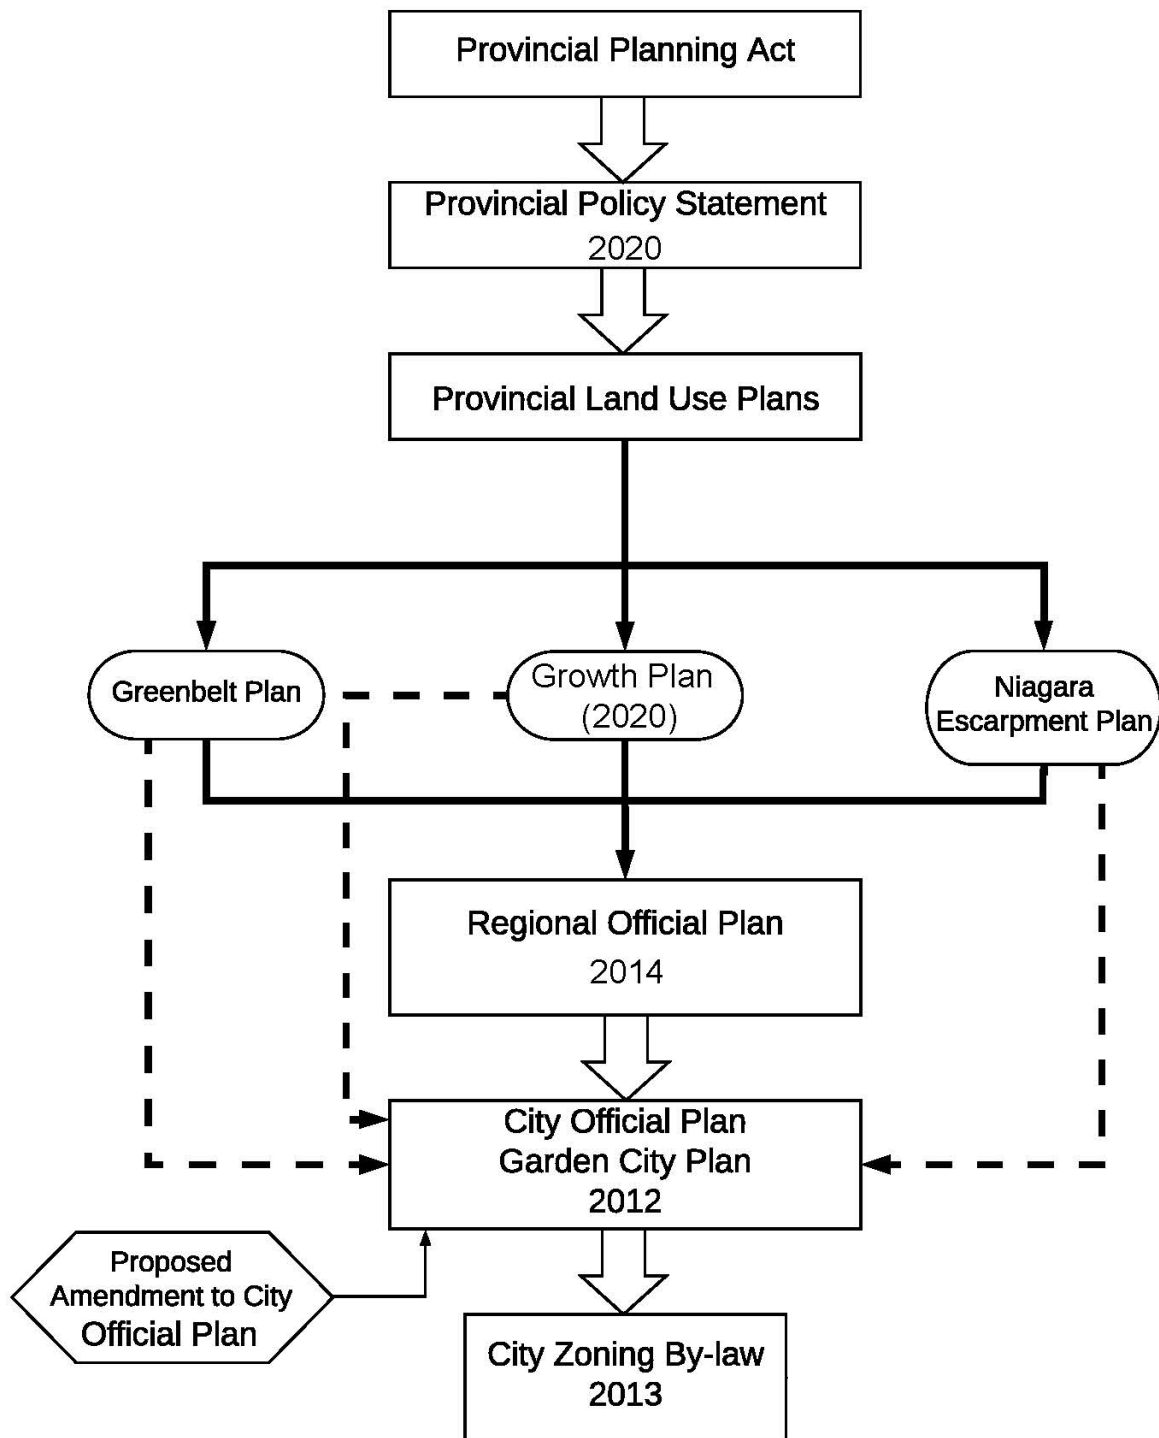 Provincial Planning Act
Provincial Policy Statement
2020
Provincial Land Use Plans
Greenbelt Plan
Growth Plan
(2020)
Niagara
Escarpment Plan
Regional Official Plan
2014
City Official Plan
Garden City Plan
2012
Proposed
Amendment to City
Official Plan
City Zoning By-law
2013